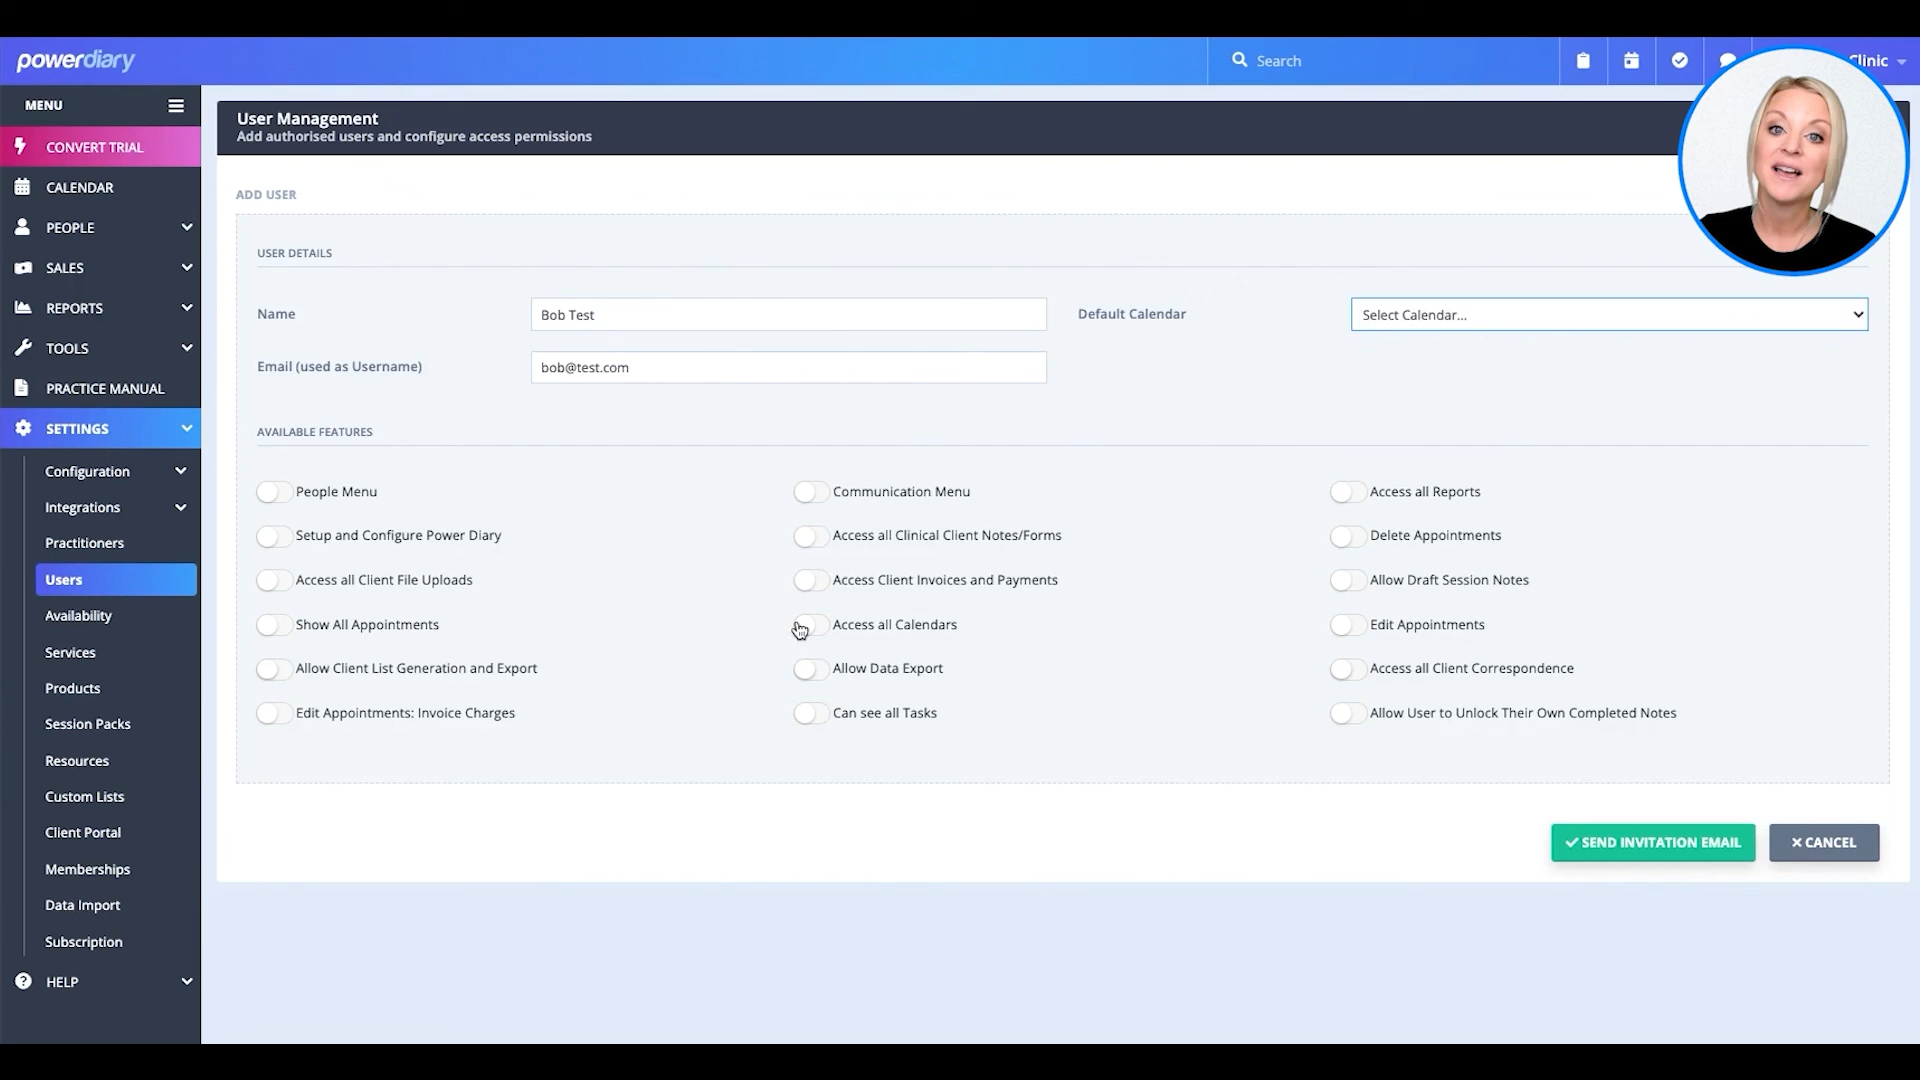 powerdiary
Search
Clinic
MENU
CONVERT TRIAL
CALENDAR
PEOPLE
SALES
REPORTS
TOOLS
PRACTICE MANUAL
SETTINGS
Configuration
Integrations
Practitioners
Users
Availability
Services
Products
Session Packs
Resources
Custom Lists
Client Portal
Memberships
Data Import
Subscription
HELP
User Management
Add authorised users and configure access permissions
ADD USER
USER DETAILS
Name
Bob Test
Default Calendar
Select Calendar...
Email (used as Username)
bob@test.com
AVAILABLE FEATURES
People Menu
Communication Menu
Access all Reports
Setup and Configure Power Diary
Access all Clinical Client Notes/Forms
Delete Appointments
Access all Client File Uploads
Access Client Invoices and Payments
Allow Draft Session Notes
Show All Appointments
Access all Calendars
Edit Appointments
Allow Client List Generation and Export
Allow Data Export
Access all Client Correspondence
Edit Appointments: Invoice Charges
Can see all Tasks
Allow User to Unlock Their Own Completed Notes
SEND INVITATION EMAIL
CANCEL